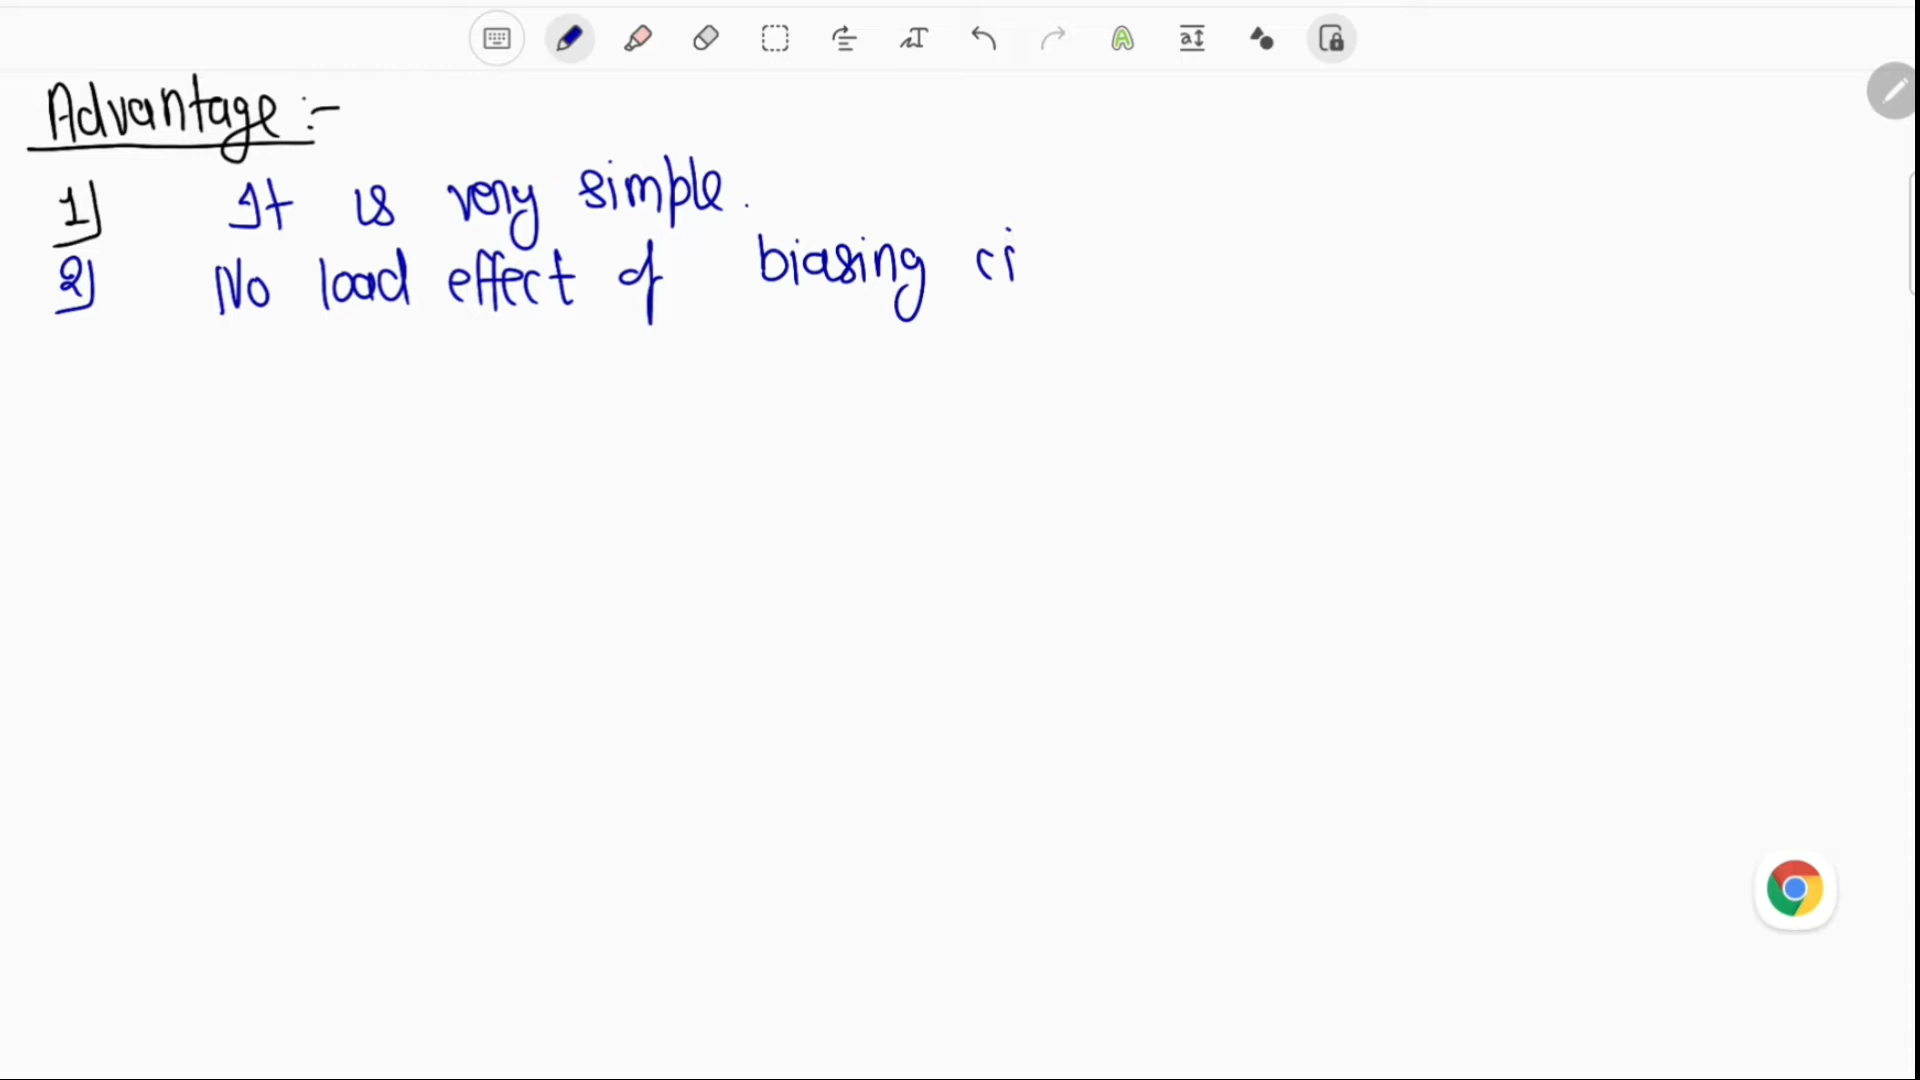 Advantage :-
1) It is very simple.
2) No load effect of biasing ci